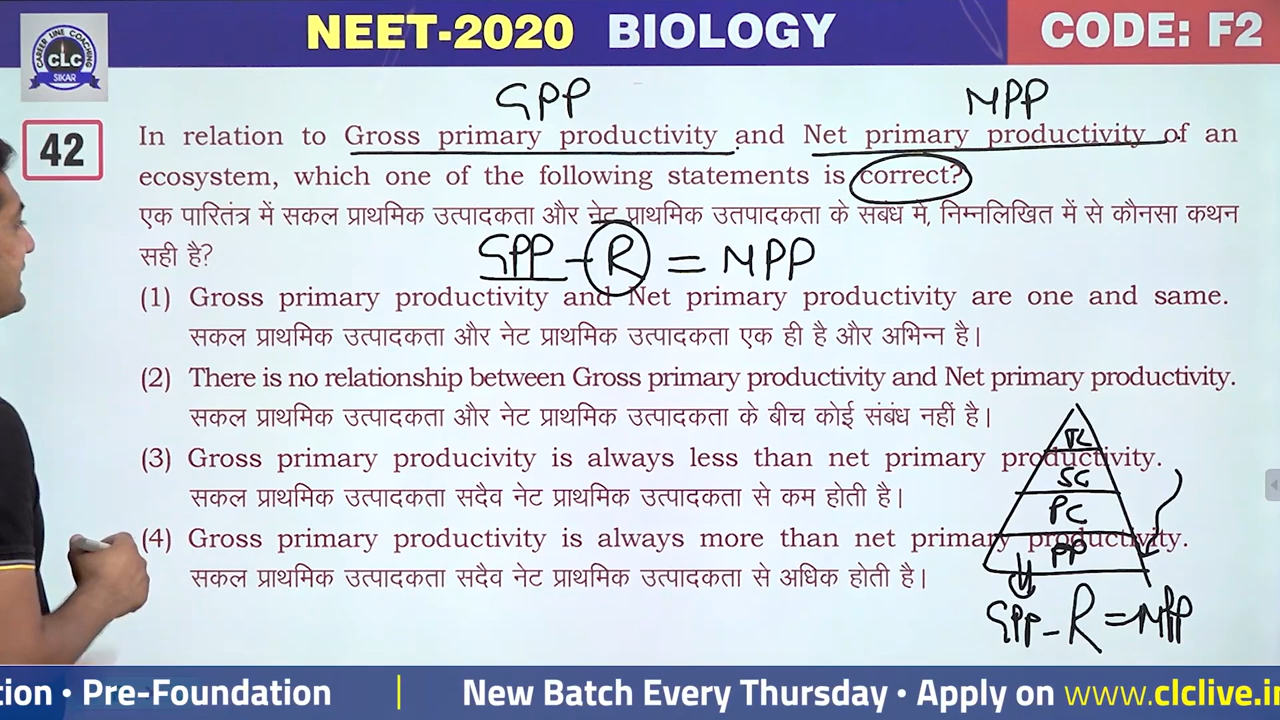 NEET-2020 BIOLOGY
CODE: F2
CAREER LINE COACHING
CLC
SIKAR
GPP
NPP
42
In relation to Gross primary productivity and Net primary productivity of an
ecosystem, which one of the following statements is correct?
एक पारितंत्र में सकल प्राथमिक उत्पादकता और नेट प्राथमिक उतपादकता के सबंध में, निम्नलिखित में से कौनसा कथन
सही है?
GPP - R = NPP
(1) Gross primary productivity and Net primary productivity are one and same.
सकल प्राथमिक उत्पादकता और नेट प्राथमिक उत्पादकता एक ही है और अभिन्न है।
(2) There is no relationship between Gross primary productivity and Net primary productivity.
सकल प्राथमिक उत्पादकता और नेट प्राथमिक उत्पादकता के बीच कोई संबंध नहीं है।
(3) Gross primary producivity is always less than net primary productivity.
सकल प्राथमिक उत्पादकता सदैव नेट प्राथमिक उत्पादकता से कम होती है।
(4) Gross primary productivity is always more than net primary productivity.
सकल प्राथमिक उत्पादकता सदैव नेट प्राथमिक उत्पादकता से अधिक होती है।
TC
SC
PC
PP
GPP - R = NPP
tion • Pre-Foundation | New Batch Every Thursday • Apply on www.clclive.in